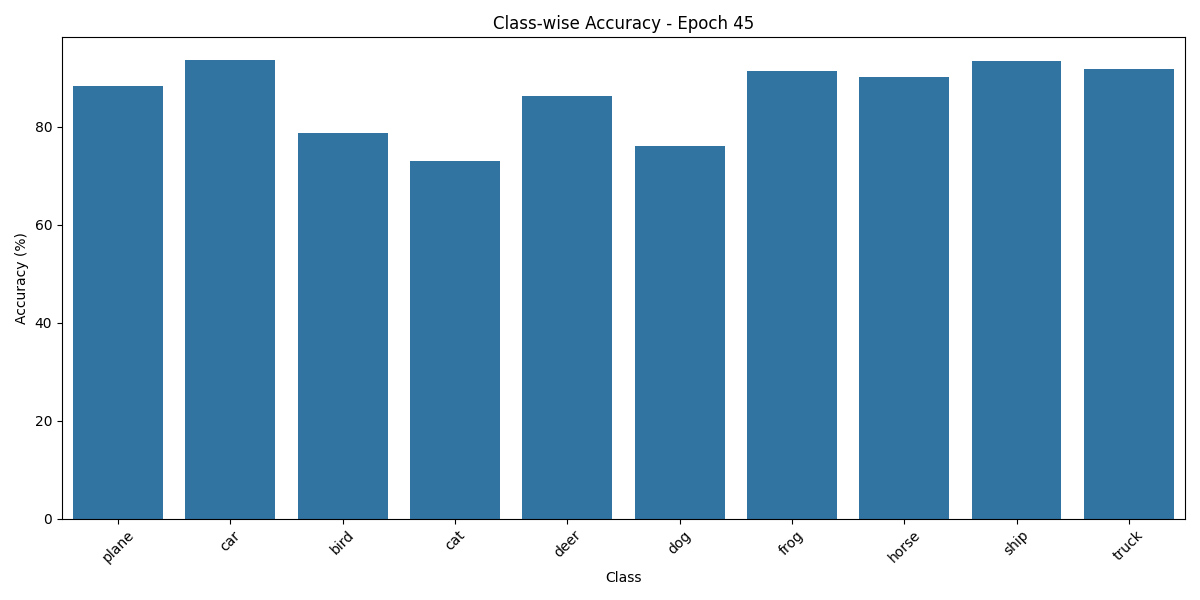 Class-wise Accuracy - Epoch 45
Accuracy (%)
80
60
40
20
0
plane
car
bird
cat
deer
dog
frog
horse
ship
truck
Class